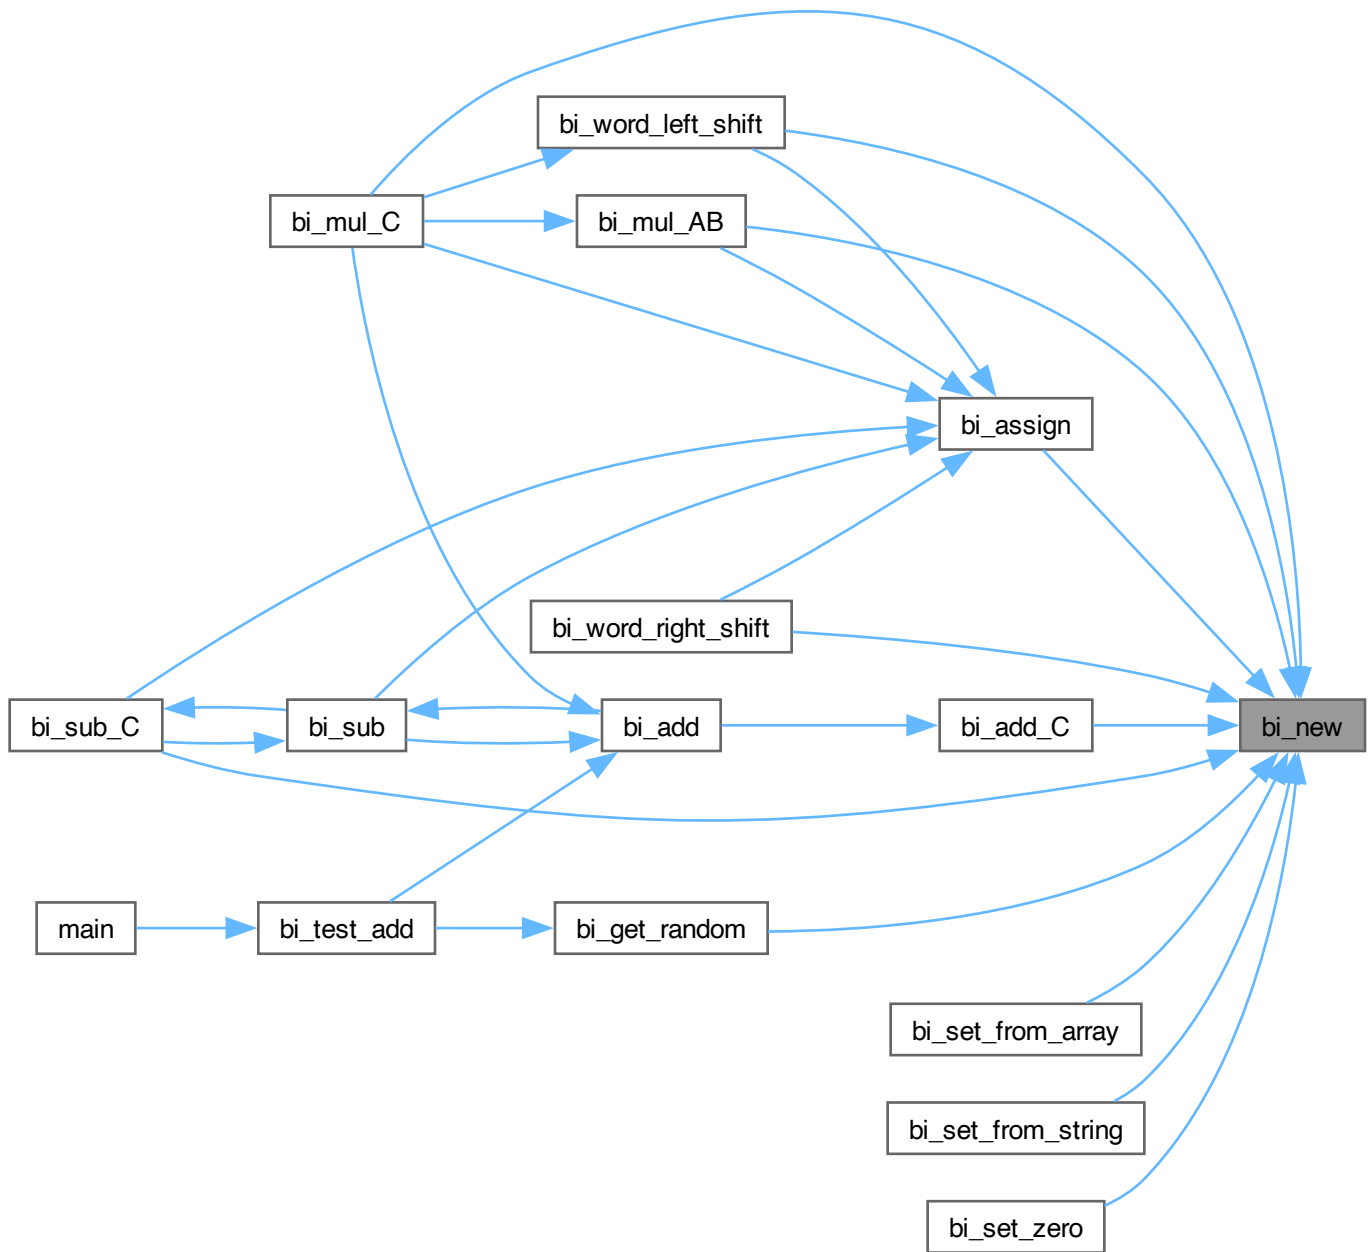 bi_word_left_shift
bi_mul_C
bi_mul_AB
bi_assign
bi_word_right_shift
bi_sub_C
bi_sub
bi_add
bi_add_C
bi_new
main
bi_test_add
bi_get_random
bi_set_from_array
bi_set_from_string
bi_set_zero